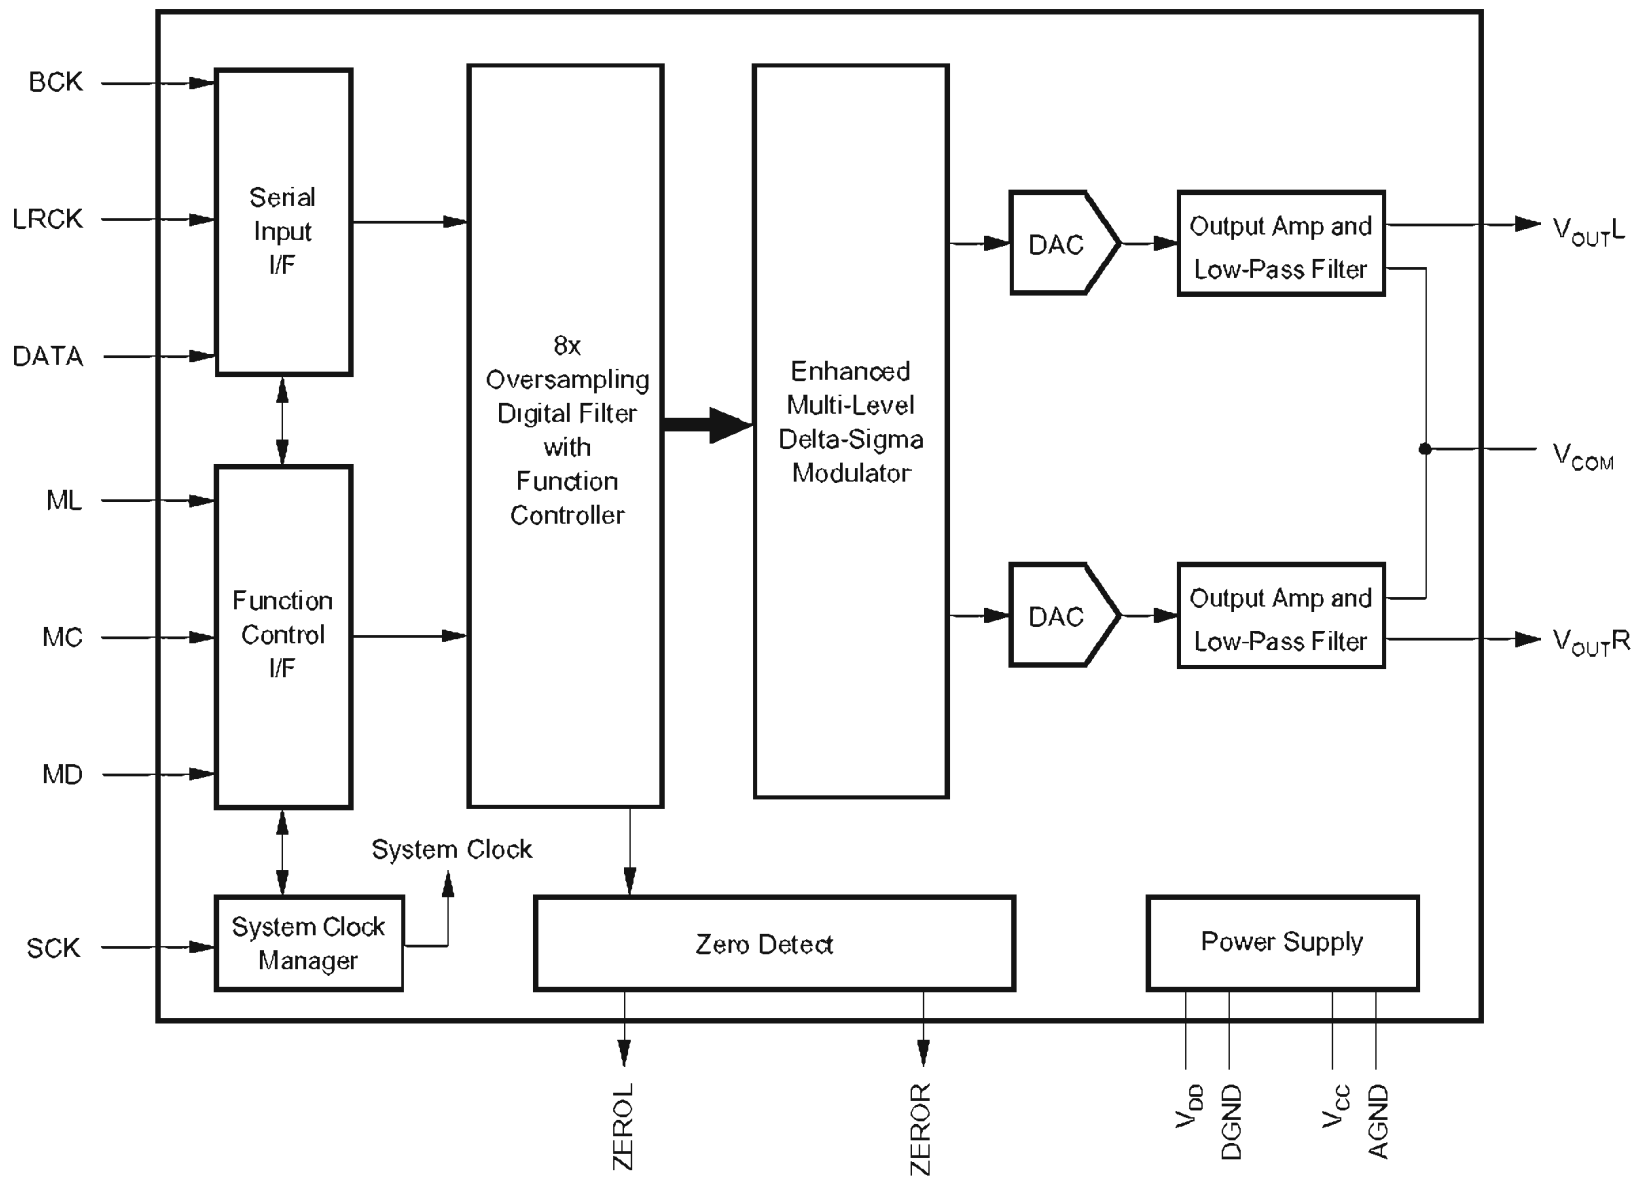 BCK
LRCK
DATA
ML
MC
MD
SCK
Serial
Input
I/F
Function
Control
I/F
System Clock
Manager
System Clock
8x
Oversampling
Digital Filter
with
Function
Controller
Enhanced
Multi-Level
Delta-Sigma
Modulator
DAC
Output Amp and
Low-Pass Filter
VOUTL
VCOM
DAC
Output Amp and
Low-Pass Filter
VOUTR
Zero Detect
Power Supply
ZEROL
ZEROR
VDD
DGND
VCC
AGND